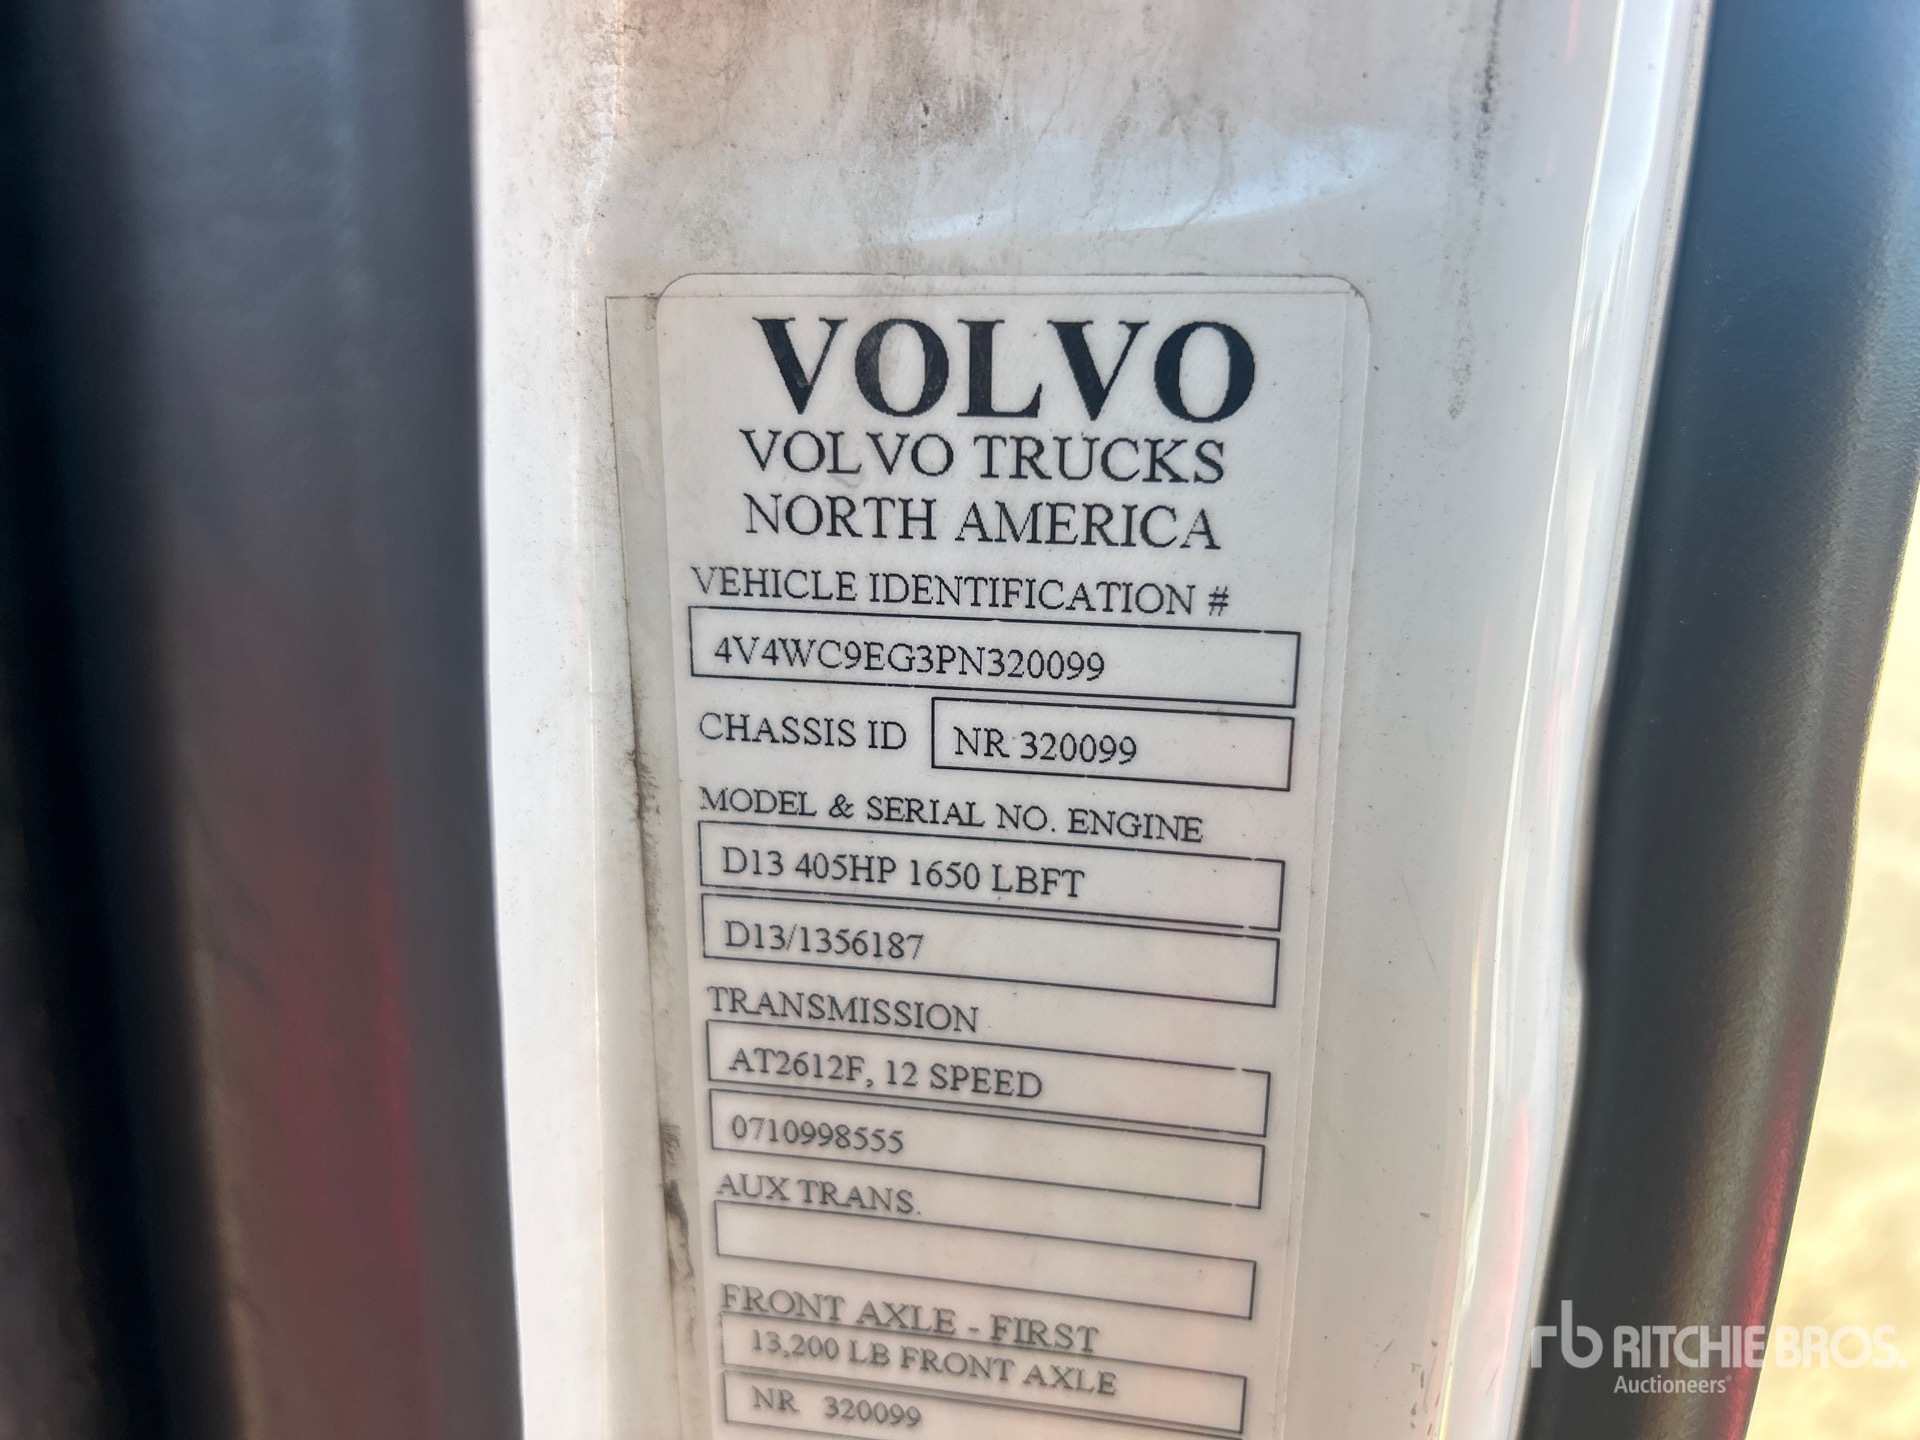 VOLVO
VOLVO TRUCKS
NORTH AMERICA
VEHICLE IDENTIFICATION #
4V4WC9EG3PN320099
CHASSIS ID NR 320099
MODEL & SERIAL NO. ENGINE
D13 405HP 1650 LBFT
D13/1356187
TRANSMISSION
AT2612F, 12 SPEED
0710998555
AUX TRANS.
FRONT AXLE - FIRST
13,200 LB FRONT AXLE
NR 320099
rb RITCHIE BROS.
Auctioneers